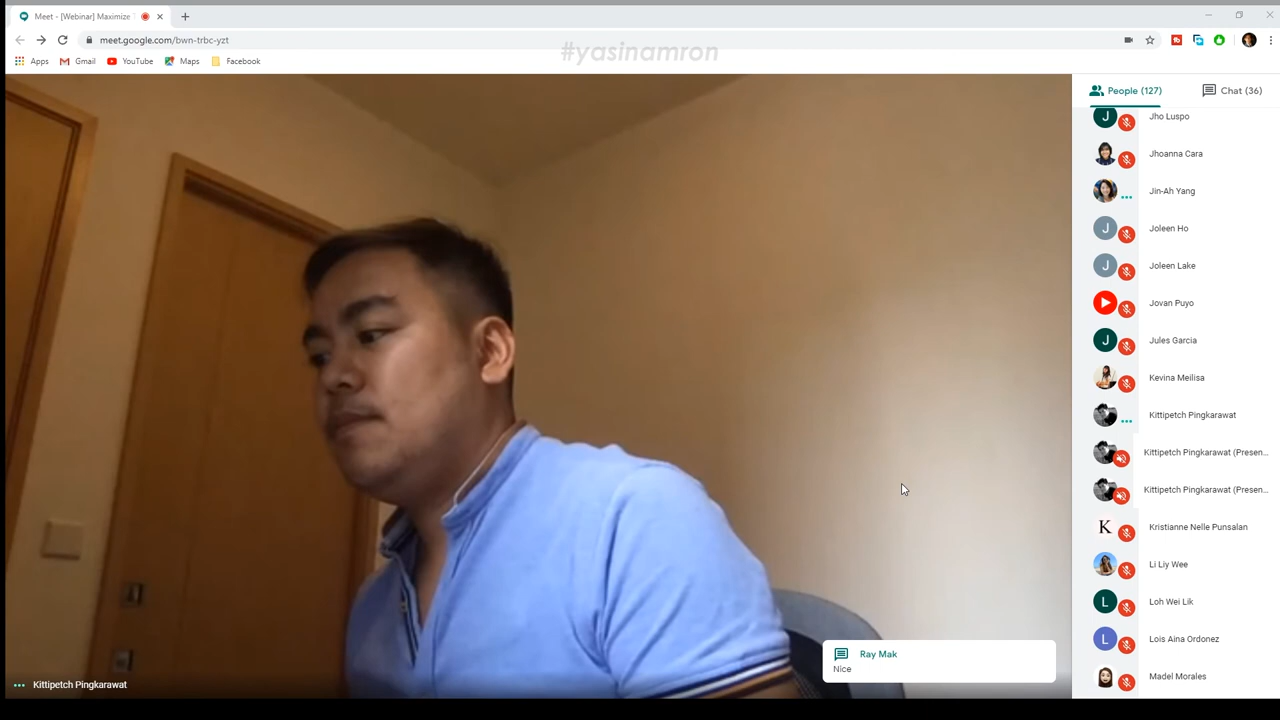 Meet - [Webinar] Maximize
meet.google.com/bwn-trbc-yzt
#yasinamron
Apps
Gmail
YouTube
Maps
Facebook
People (127)
Chat (36)
J
Jho Luspo
Jhoanna Cara
Jin-Ah Yang
J
Joleen Ho
J
Joleen Lake
Jovan Puyo
J
Jules Garcia
Kevina Meilisa
Kittipetch Pingkarawat
Kittipetch Pingkarawat (Presen...
Kittipetch Pingkarawat (Presen...
K
Kristianne Nelle Punsalan
Li Liy Wee
L
Loh Wei Lik
L
Lois Aina Ordonez
Madel Morales
Ray Mak
Nice
Kittipetch Pingkarawat